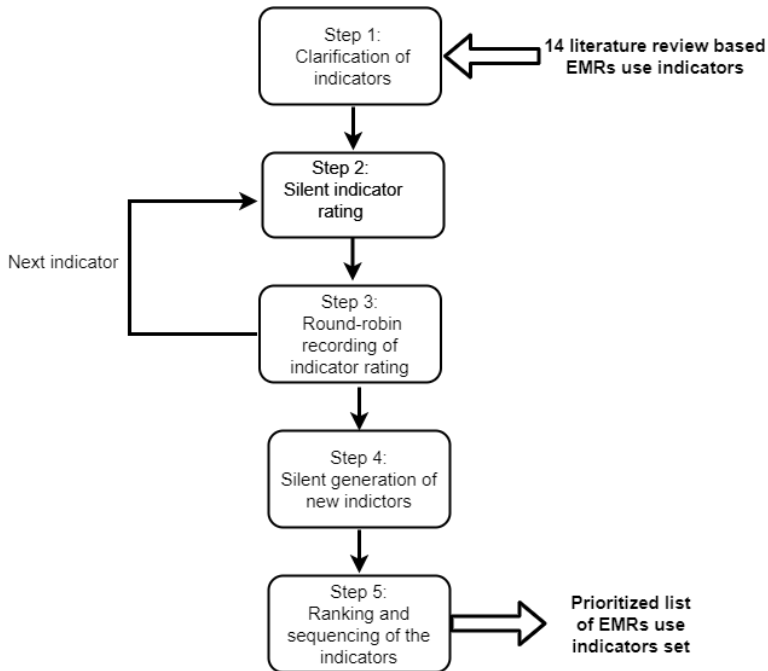 Step 1:
Clarification of
indicators
14 literature review based
EMRs use indicators
Step 2:
Silent indicator
rating
Next indicator
Step 3:
Round-robin
recording of
indicator rating
Step 4:
Silent generation of
new indictors
Step 5:
Ranking and
sequencing of the
indicators
Prioritized list
of EMRs use
indicators set